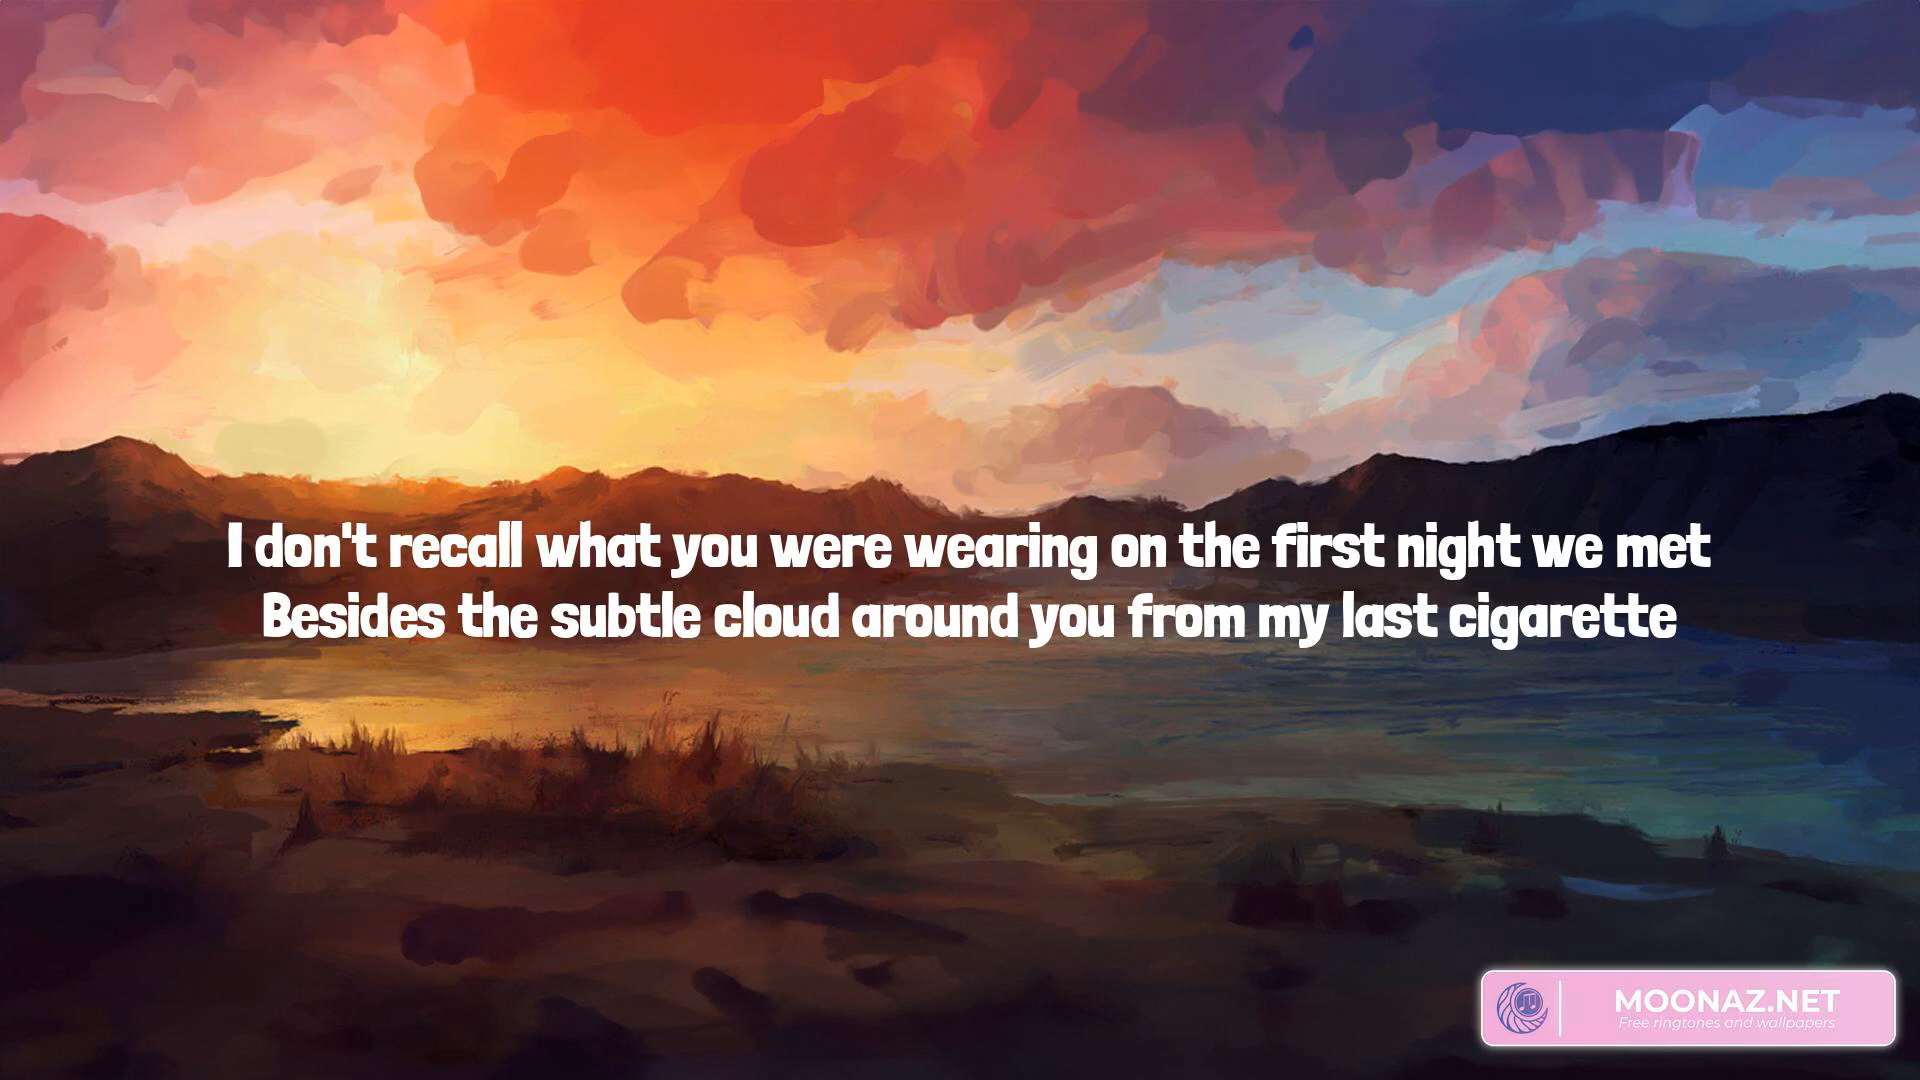 I don't recall what you were wearing on the first night we met
Besides the subtle cloud around you from my last cigarette
MOONAZ.NET
Free ringtones and wallpapers